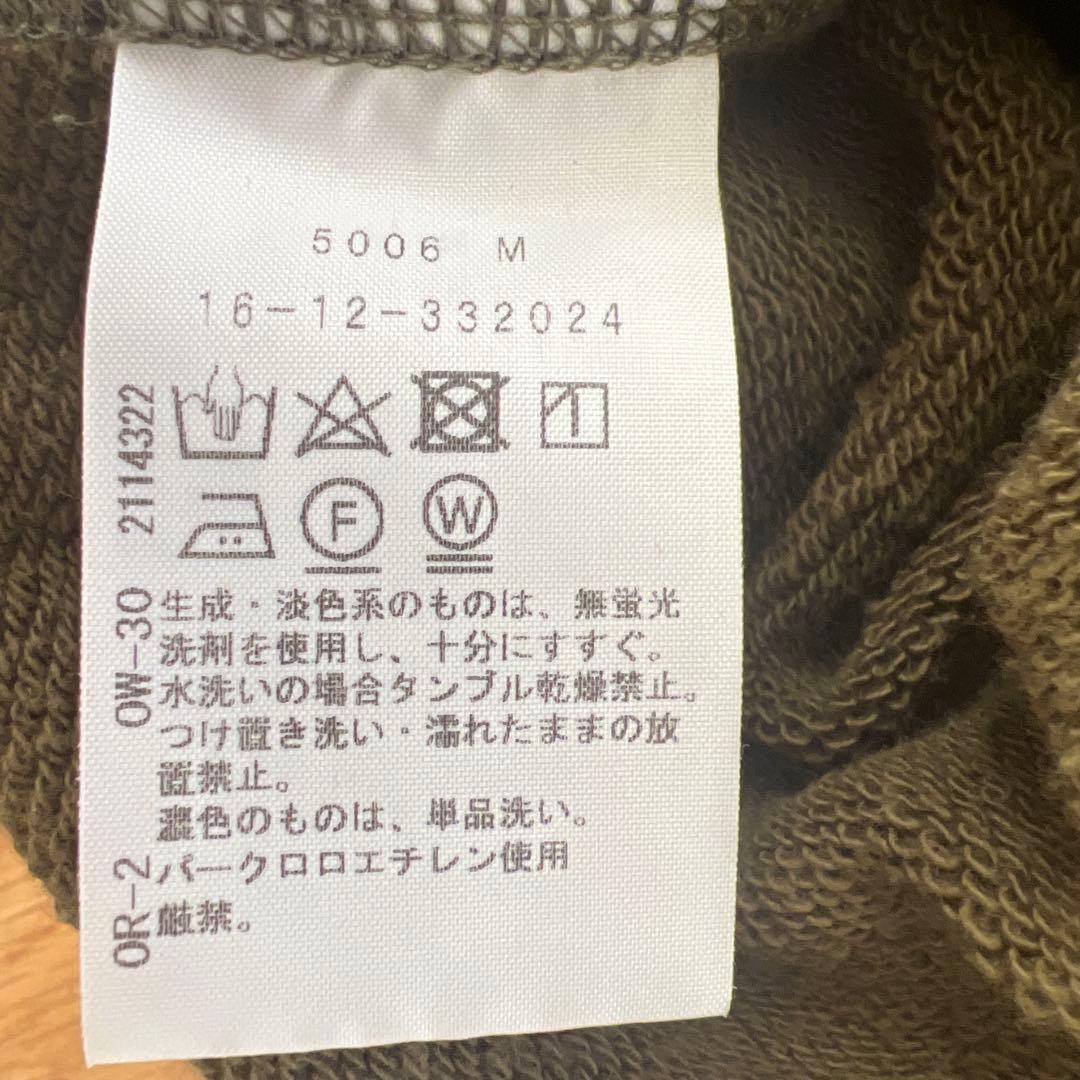 5006 M
16-12-332024
2114322
F
W
OW-30
生成・淡色系のものは、無蛍光
洗剤を使用し、十分にすすぐ。
水洗いの場合タンブル乾燥禁止。
つけ置き洗い・濡れたままの放
置禁止。
濃色のものは、単品洗い。
OR-2
パークロロエチレン使用
厳禁。